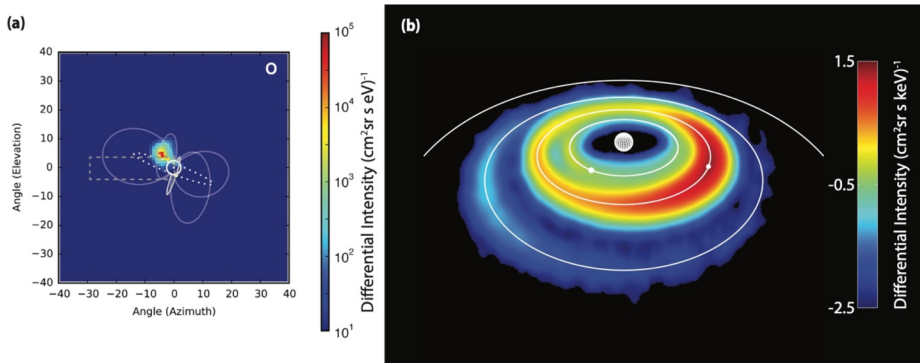 (a)
O
40
30
20
10
0
−10
−20
−30
−40
−40 −30 −20 −10 0 10 20 30 40
Angle (Elevation)
Angle (Azimuth)
10⁵
10⁴
10³
10²
10¹
Differential Intensity (cm²sr s eV)⁻¹
(b)
1.5
-0.5
-2.5
Differential Intensity (cm²sr s keV)⁻¹